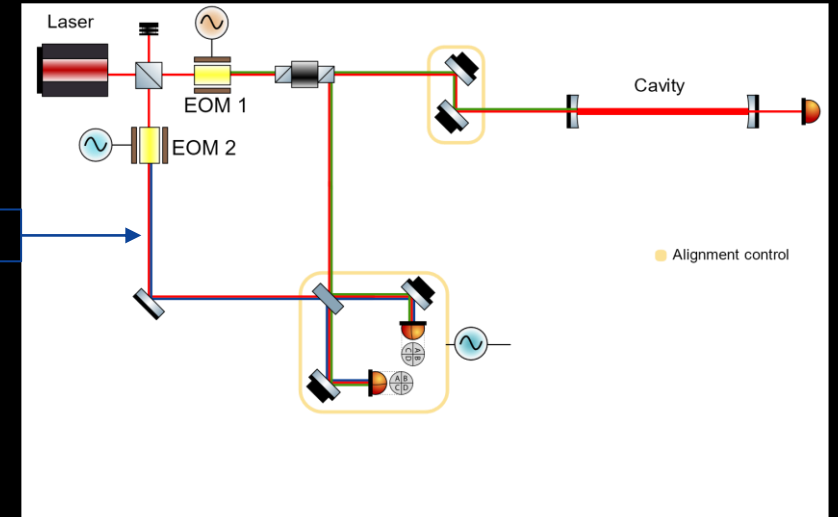 Laser
EOM 1
Cavity
EOM 2
Alignment control
A B
C D
A B
C D